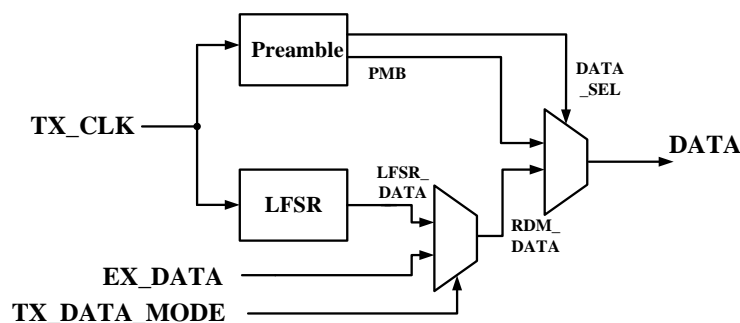 Preamble
PMB
DATA
_SEL
TX_CLK
DATA
LFSR_
DATA
LFSR
RDM_
DATA
EX_DATA
TX_DATA_MODE